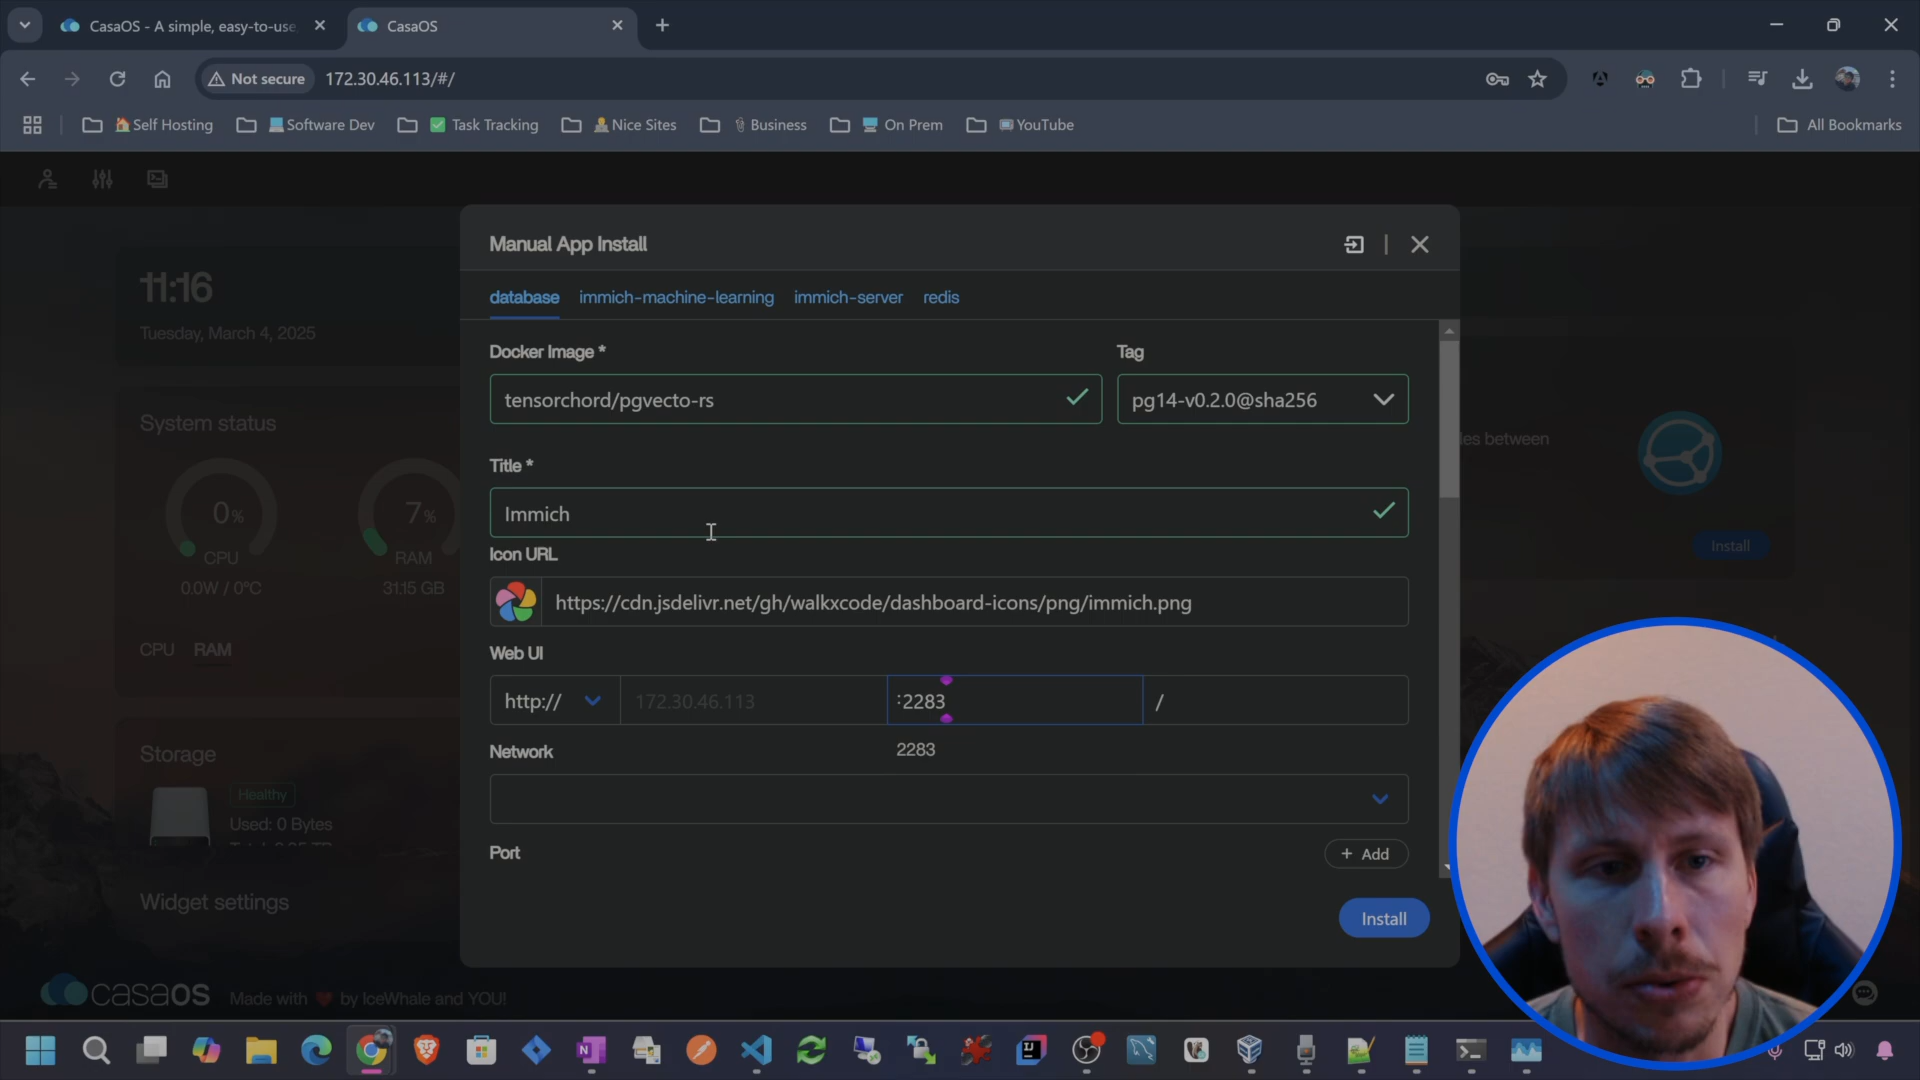 CasaOS - A simple, easy-to-use,
CasaOS
Not secure
172.30.46.113/#/
Self Hosting
Software Dev
Task Tracking
Nice Sites
Business
On Prem
YouTube
All Bookmarks
Manual App Install
database
immich-machine-learning
immich-server
redis
11:16
Tuesday, March 4, 2025
Docker Image *
Tag
tensorchord/pgvecto-rs
pg14-v0.2.0@sha256
les between
System status
Title *
0%
CPU
0.0W / 0°C
7%
RAM
31.15 GB
Immich
Install
Icon URL
https://cdn.jsdelivr.net/gh/walkxcode/dashboard-icons/png/immich.png
CPU
RAM
Web UI
http://
172.30.46.113
:2283
/
2283
Network
Storage
Healthy
Used: 0 Bytes
Port
+ Add
Widget settings
Install
CasaOS
Made with ❤ by IceWhale and YOU!